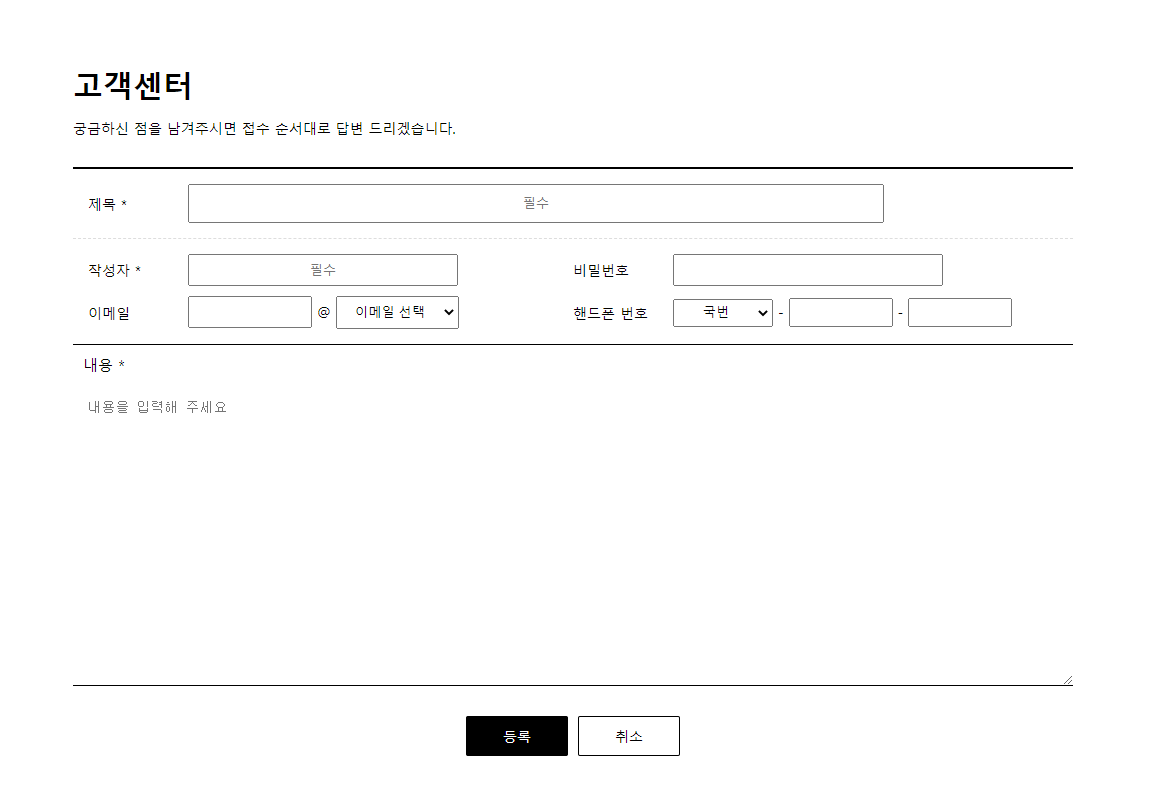 고객센터
궁금하신 점을 남겨주시면 접수 순서대로 답변 드리겠습니다.
제목 * 필수
작성자 * 필수 비밀번호
이메일 @ 이메일 선택 핸드폰 번호 국번 - -
내용 *
내용을 입력해 주세요
등록 취소